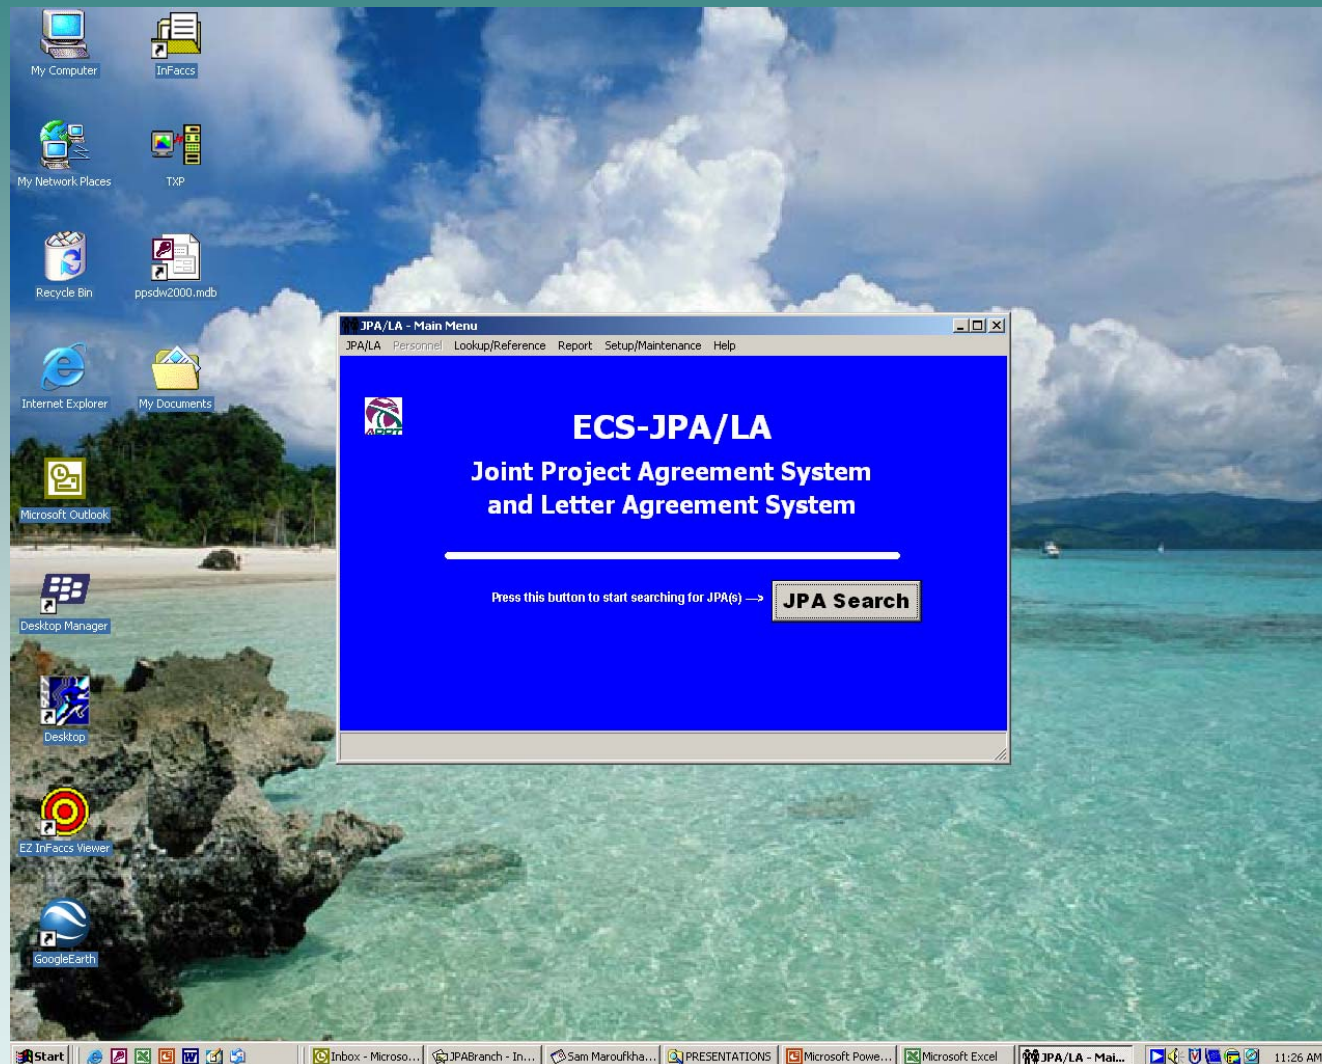 My Computer
InFaccs
My Network Places
TXP
Recycle Bin
ppsdw2000.mdb
Internet Explorer
My Documents
Microsoft Outlook
Desktop Manager
Desktop
EZ InFaccs Viewer
GoogleEarth
JPA/LA - Main Menu
JPA/LA Personnel Lookup/Reference Report Setup/Maintenance Help
ADOT
ECS-JPA/LA
Joint Project Agreement System
and Letter Agreement System
Press this button to start searching for JPA(s) —>
JPA Search
Start
Inbox - Microso...
JPABranch - In...
Sam Maroufkha...
PRESENTATIONS
Microsoft Powe...
Microsoft Excel
JPA/LA - Mai...
11:26 AM